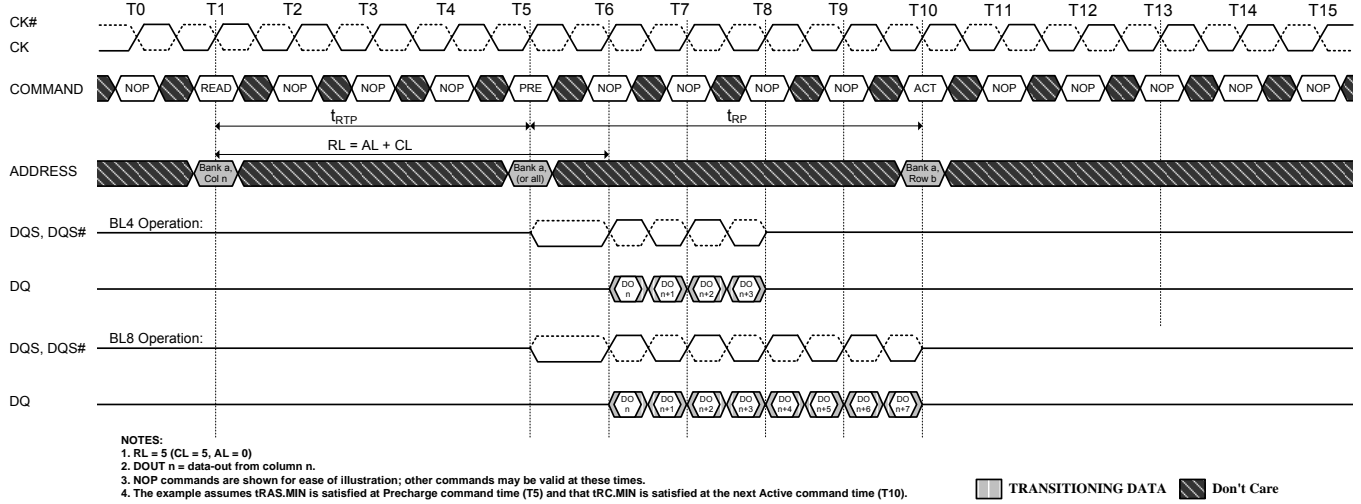 T0 T1 T2 T3 T4 T5 T6 T7 T8 T9 T10 T11 T12 T13 T14 T15
CK#
CK
COMMAND NOP READ NOP NOP NOP PRE NOP NOP NOP NOP ACT NOP NOP NOP NOP NOP
tRTP tRP
RL = AL + CL
ADDRESS Bank a, Col n Bank a, (or all) Bank a, Row b
BL4 Operation:
DQS, DQS#
DQ DO n DO n+1 DO n+2 DO n+3
BL8 Operation:
DQS, DQS#
DQ DO n DO n+1 DO n+2 DO n+3 DO n+4 DO n+5 DO n+6 DO n+7
NOTES:
1. RL = 5 (CL = 5, AL = 0)
2. DOUT n = data-out from column n.
3. NOP commands are shown for ease of illustration; other commands may be valid at these times.
4. The example assumes tRAS.MIN is satisfied at Precharge command time (T5) and that tRC.MIN is satisfied at the next Active command time (T10).
TRANSITIONING DATA Don't Care